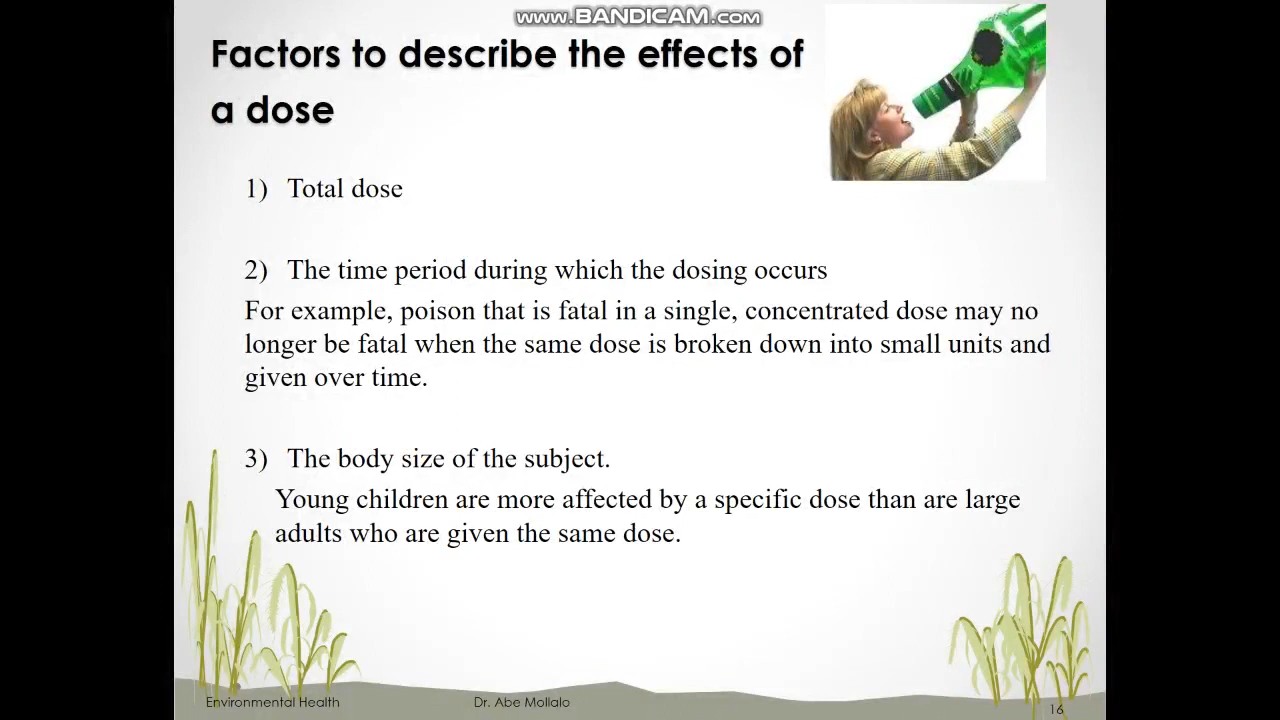 www.BANDICAM.com
Factors to describe the effects of
a dose
1) Total dose
2) The time period during which the dosing occurs
For example, poison that is fatal in a single, concentrated dose may no
longer be fatal when the same dose is broken down into small units and
given over time.
3) The body size of the subject.
Young children are more affected by a specific dose than are large
adults who are given the same dose.
Environmental Health Dr. Abe Mollalo 16